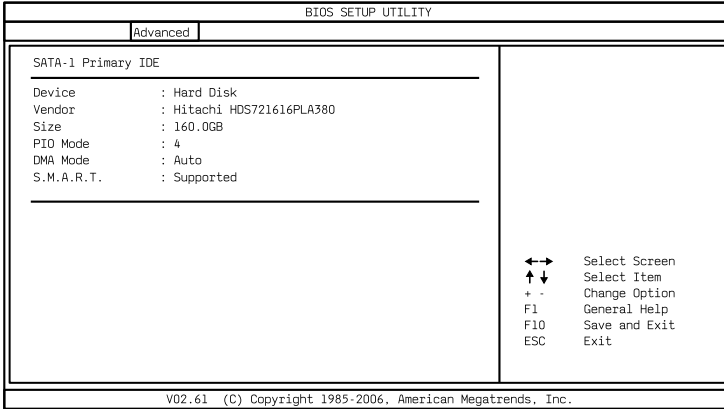 BIOS SETUP UTILITY
Advanced
SATA-1 Primary IDE
Device : Hard Disk
Vendor : Hitachi HDS721616PLA380
Size : 160.0GB
PIO Mode : 4
DMA Mode : Auto
S.M.A.R.T. : Supported
←→ Select Screen
↑↓ Select Item
+ - Change Option
F1 General Help
F10 Save and Exit
ESC Exit
V02.61 (C) Copyright 1985-2006, American Megatrends, Inc.